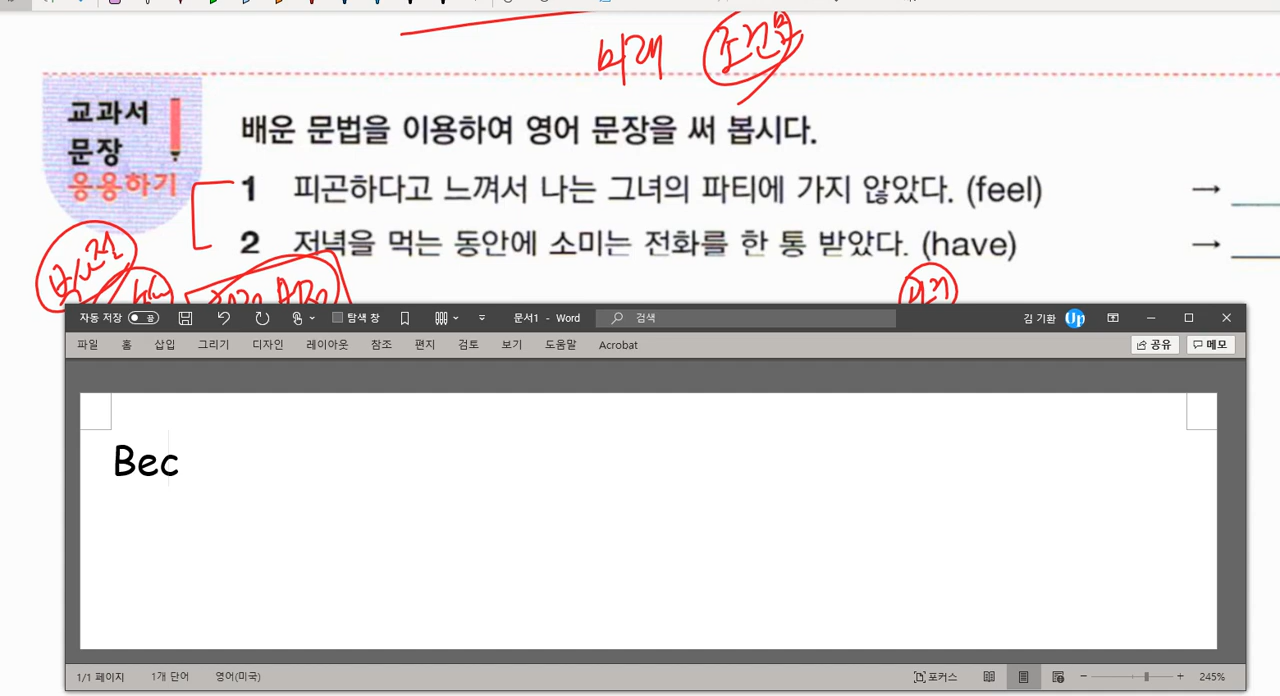 미래 조건문
교과서
문장
응용하기
배운 문법을 이용하여 영어 문장을 써 봅시다.
1 피곤하다고 느껴서 나는 그녀의 파티에 가지 않았다. (feel) →
2 저녁을 먹는 동안에 소미는 전화를 한 통 받았다. (have) →
자동 저장 끔 탐색 창 문서1 - Word 검색 김 기환 Up
파일 홈 삽입 그리기 디자인 레이아웃 참조 편지 검토 보기 도움말 Acrobat 공유 메모
Bec
1/1 페이지 1개 단어 영어(미국) 포커스 245%